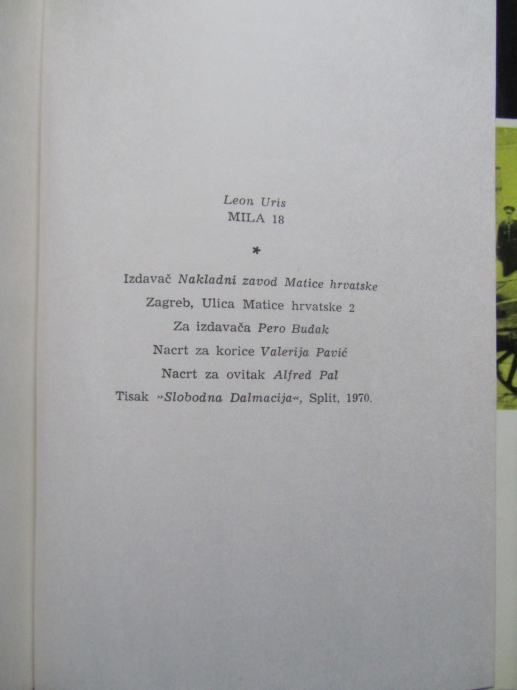 Leon Uris
MILA 18
*
Izdavač Nakladni zavod Matice hrvatske
Zagreb, Ulica Matice hrvatske 2
Za izdavača Pero Budak
Nacrt za korice Valerija Pavić
Nacrt za ovitak Alfred Pal
Tisak »Slobodna Dalmacija«, Split, 1970.